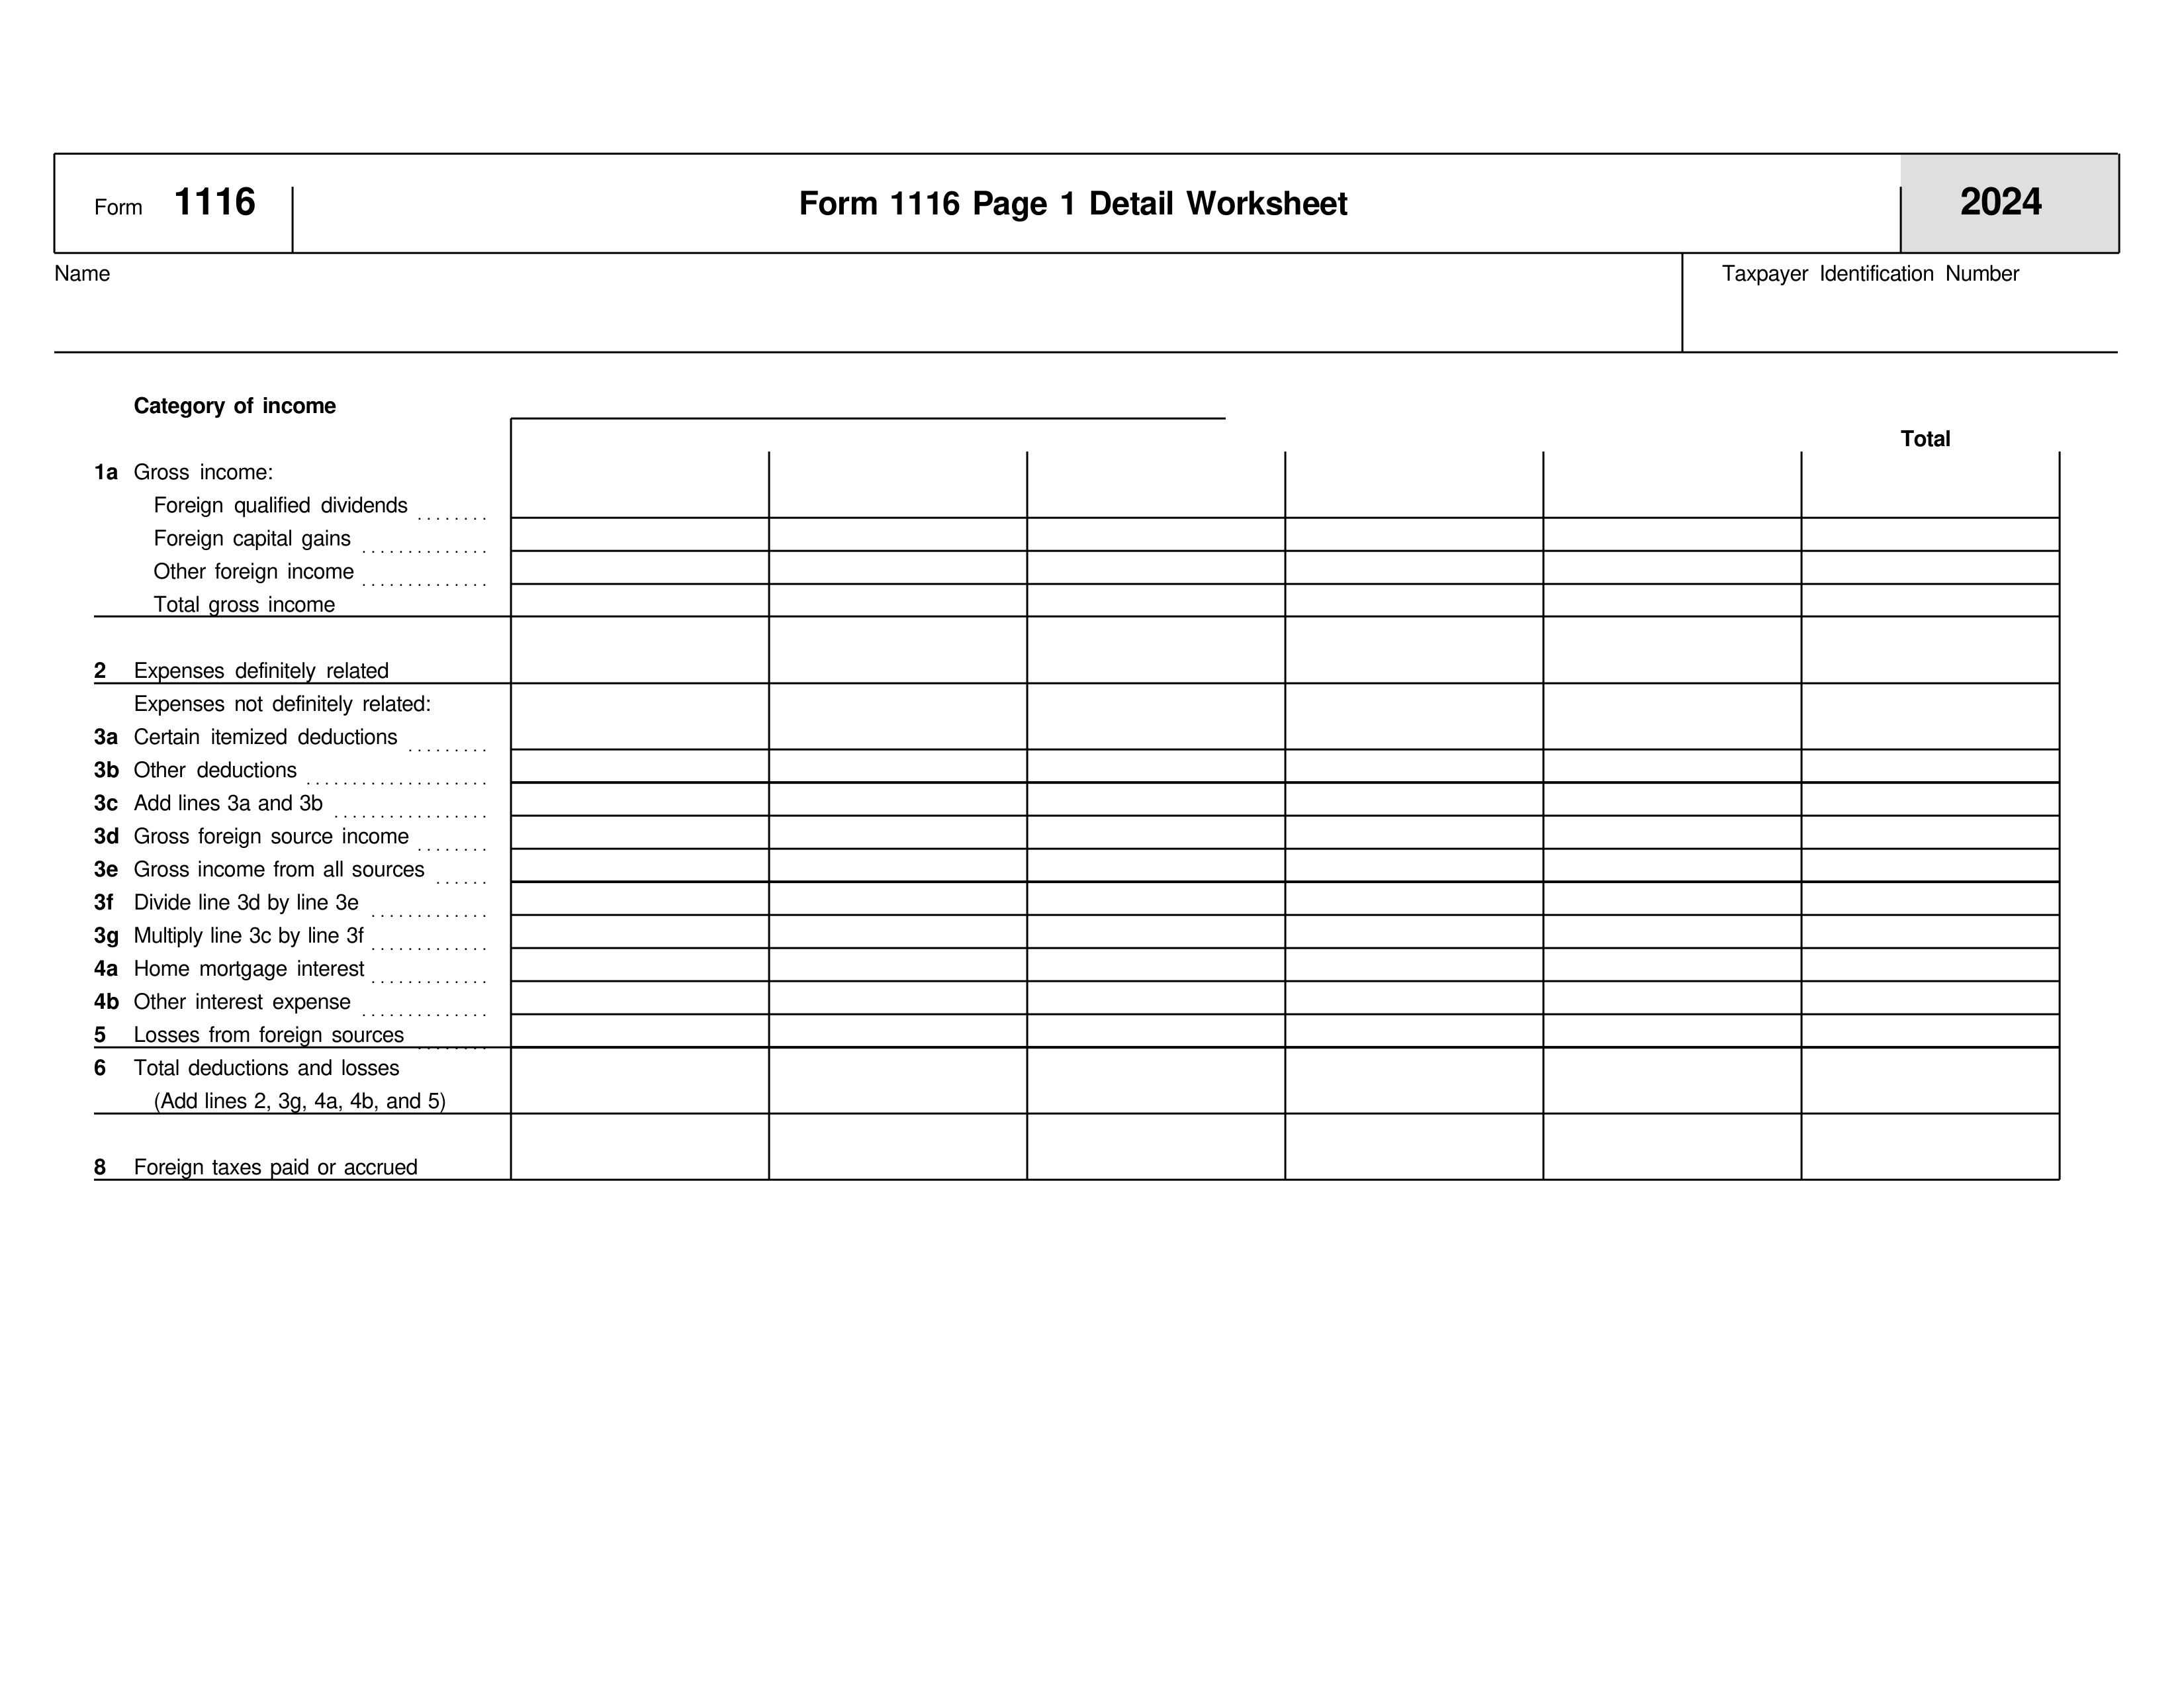 Form 1116
Form 1116 Page 1 Detail Worksheet
2024
Name
Taxpayer Identification Number
Category of income
Total
1a Gross income:
Foreign qualified dividends ........
Foreign capital gains ..............
Other foreign income ..............
Total gross income
2 Expenses definitely related
Expenses not definitely related:
3a Certain itemized deductions .........
3b Other deductions ....................
3c Add lines 3a and 3b .................
3d Gross foreign source income ........
3e Gross income from all sources ......
3f Divide line 3d by line 3e .............
3g Multiply line 3c by line 3f .............
4a Home mortgage interest .............
4b Other interest expense ..............
5 Losses from foreign sources ........
6 Total deductions and losses
(Add lines 2, 3g, 4a, 4b, and 5)
8 Foreign taxes paid or accrued